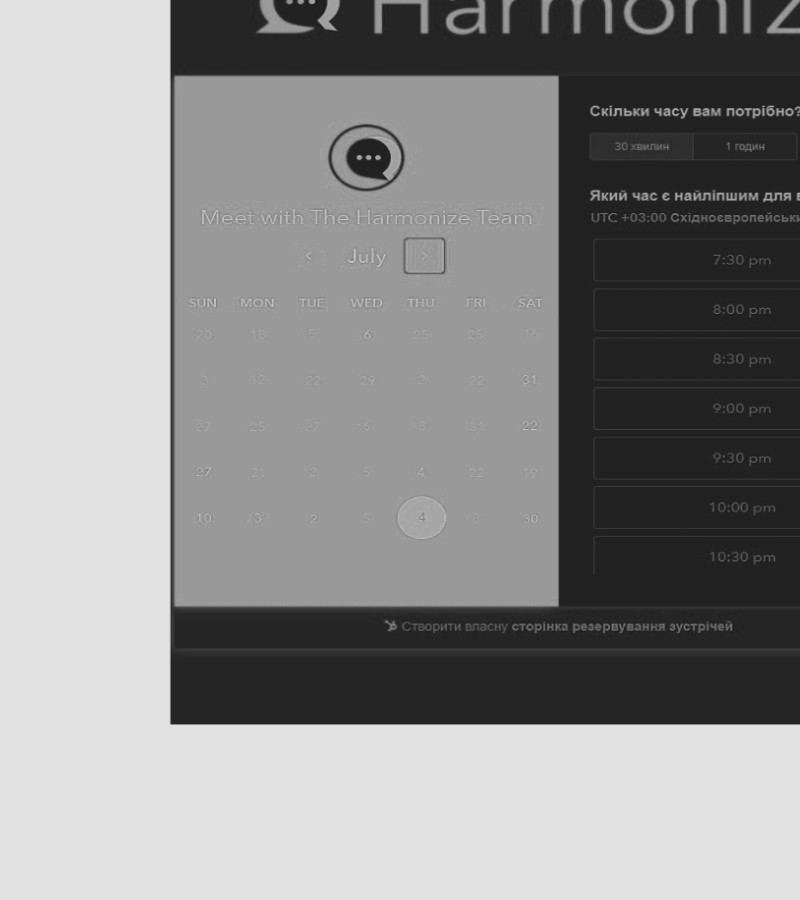 Harmoniz
Meet with The Harmonize Team
July
SUN MON TUE WED THU FRI SAT
20 18 5 6 25 25
3 12 22 29 2 22 31
27 25 27 6 8 31 22
27 21 2 5 4 22 19
10 2 5 4 30
Скільки часу вам потрібно?
30 хвилин 1 годин
Який час є найліпшим для
UTC +03:00 Східноєвропейськи
7:30 pm
8:00 pm
8:30 pm
9:00 pm
9:30 pm
10:00 pm
10:30 pm
Створити власну сторінка резервування зустрічей